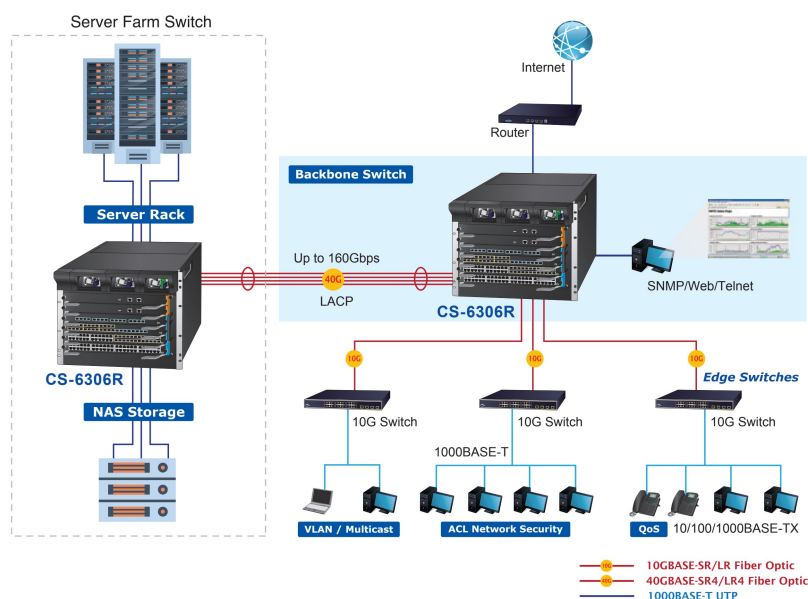 Server Farm Switch
Internet
Router
Backbone Switch
Server Rack
Up to 160Gbps
40G
LACP
SNMP/Web/Telnet
CS-6306R
CS-6306R
10G
10G
10G
Edge Switches
NAS Storage
10G Switch
10G Switch
10G Switch
1000BASE-T
VLAN / Multicast
ACL Network Security
QoS
10/100/1000BASE-TX
10G
10GBASE-SR/LR Fiber Optic
40G
40GBASE-SR4/LR4 Fiber Optic
1000BASE-T UTP